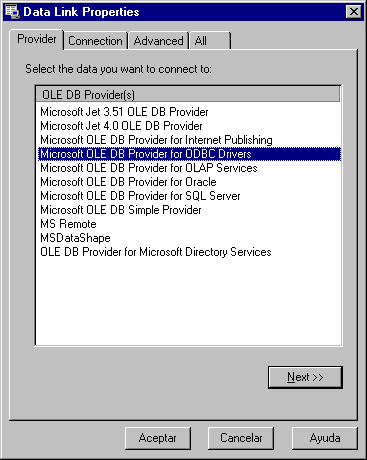 Data Link Properties
Provider Connection Advanced All
Select the data you want to connect to:
OLE DB Provider(s)
Microsoft Jet 3.51 OLE DB Provider
Microsoft Jet 4.0 OLE DB Provider
Microsoft OLE DB Provider for Internet Publishing
Microsoft OLE DB Provider for ODBC Drivers
Microsoft OLE DB Provider for OLAP Services
Microsoft OLE DB Provider for Oracle
Microsoft OLE DB Provider for SQL Server
Microsoft OLE DB Simple Provider
MS Remote
MSDataShape
OLE DB Provider for Microsoft Directory Services
Next >>
Aceptar Cancelar Ayuda